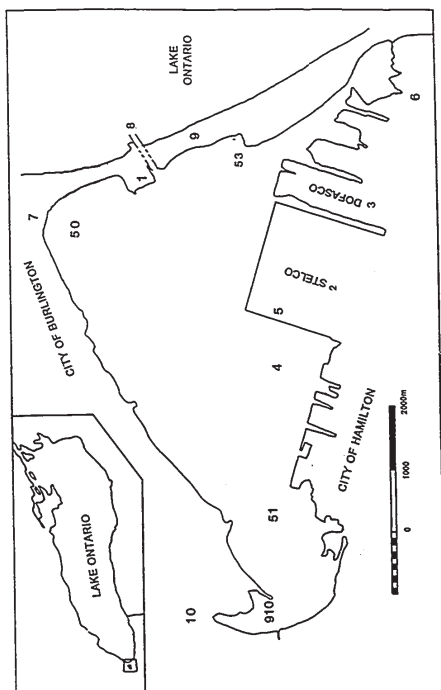 LAKE
ONTARIO
8
9
53
1
7
50
6
DOFASCO
3
STELCO
2
5
4
CITY OF BURLINGTON
CITY OF HAMILTON
51
10
910
LAKE ONTARIO
0
1000
2000m